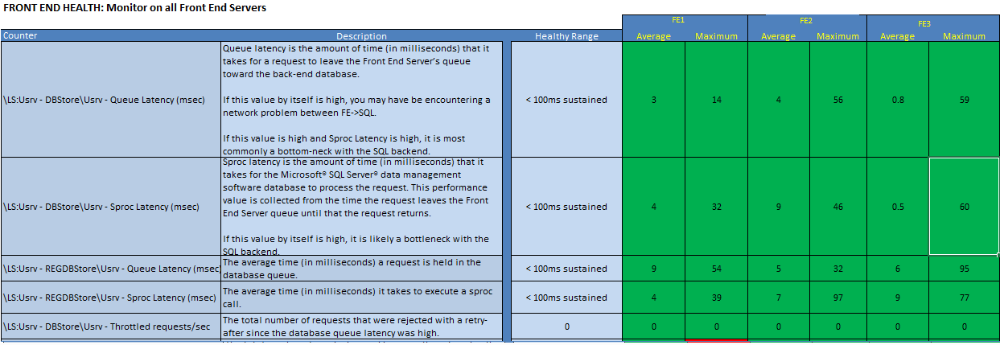 FRONT END HEALTH: Monitor on all Front End Servers
FE1 FE2 FE3
Counter Description Healthy Range Average Maximum Average Maximum Average Maximum
Queue latency is the amount of time (in milliseconds) that it
takes for a request to leave the Front End Server's queue
toward the back-end database.
If this value by itself is high, you may have be encountering a
network problem between FE->SQL.
If this value is high and Sproc Latency is high, it is most
commonly a bottom-neck with the SQL backend.
\LS:Usrv - DBStore\Usrv - Queue Latency (msec) < 100ms sustained 3 14 4 56 0.8 59
Sproc latency is the amount of time (in milliseconds) that it
takes for the Microsoft® SQL Server® data management
software database to process the request. This performance
value is collected from the time the request leaves the Front
End Server queue until that the request returns.
If this value by itself is high, it is likely a bottleneck with the
SQL backend.
\LS:Usrv - DBStore\Usrv - Sproc Latency (msec) < 100ms sustained 4 32 9 46 0.5 60
The average time (in milliseconds) a request is held in the
database queue.
\LS:Usrv - REGDBStore\Usrv - Queue Latency (msec < 100ms sustained 9 54 5 32 6 95
The average time (in milliseconds) it takes to execute a sproc
call.
\LS:Usrv - REGDBStore\Usrv - Sproc Latency (msec) < 100ms sustained 4 39 7 97 9 77
The total number of requests that were rejected with a retry-
after since the database queue latency was high.
\LS:Usrv - DBStore\Usrv - Throttled requests/sec 0 0 0 0 0 0 0